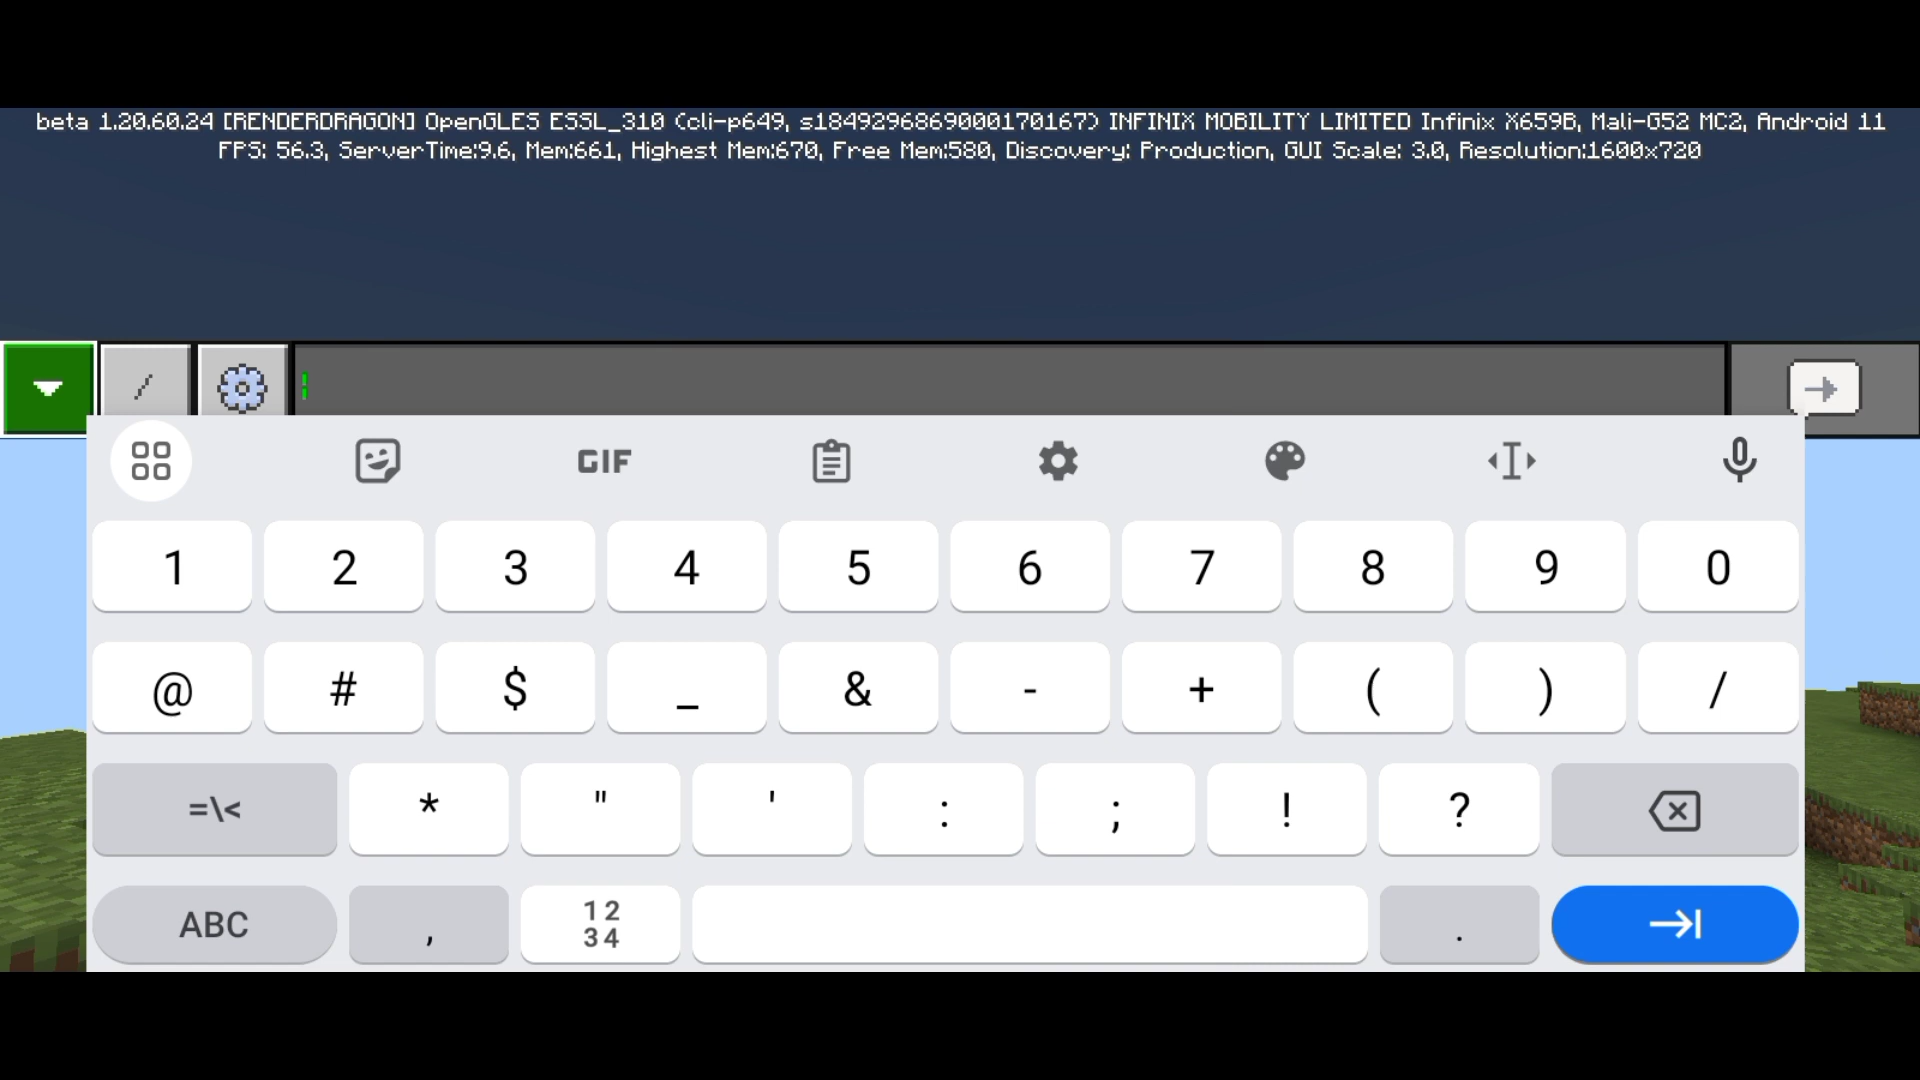 beta 1.20.60.24 [RENDERDRAGON] OpenGLES ESSL_310 (cli-p649, s1849296869000170167) INFINIX MOBILITY LIMITED Infinix X659B, Mali-G52 MC2, Android 11
FPS: 56.3, ServerTime:9.6, Mem:661, Highest Mem:670, Free Mem:580, Discovery: Production, GUI Scale: 3.0, Resolution:1600x720
/
GIF
1 2 3 4 5 6 7 8 9 0
@ # $ _ & - + ( ) /
=\< * " ' : ; ! ?
ABC , 12 34 .